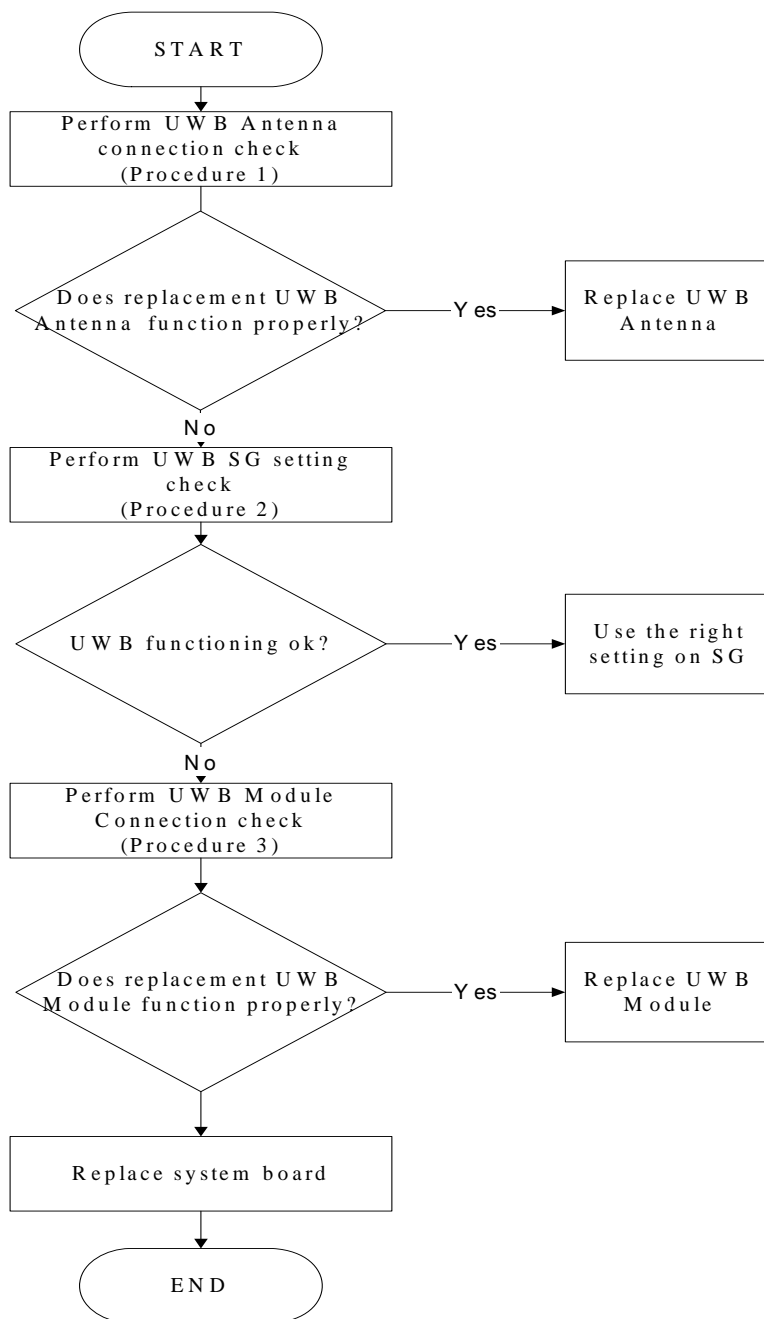 START
Perform UWB Antenna
connection check
(Procedure 1)
Does replacement UWB
Antenna function properly?
Yes
Replace UWB
Antenna
No
Perform UWB SG setting
check
(Procedure 2)
UWB functioning ok?
Yes
Use the right
setting on SG
No
Perform UWB Module
Connection check
(Procedure 3)
Does replacement UWB
Module function properly?
Yes
Replace UWB
Module
Replace system board
END